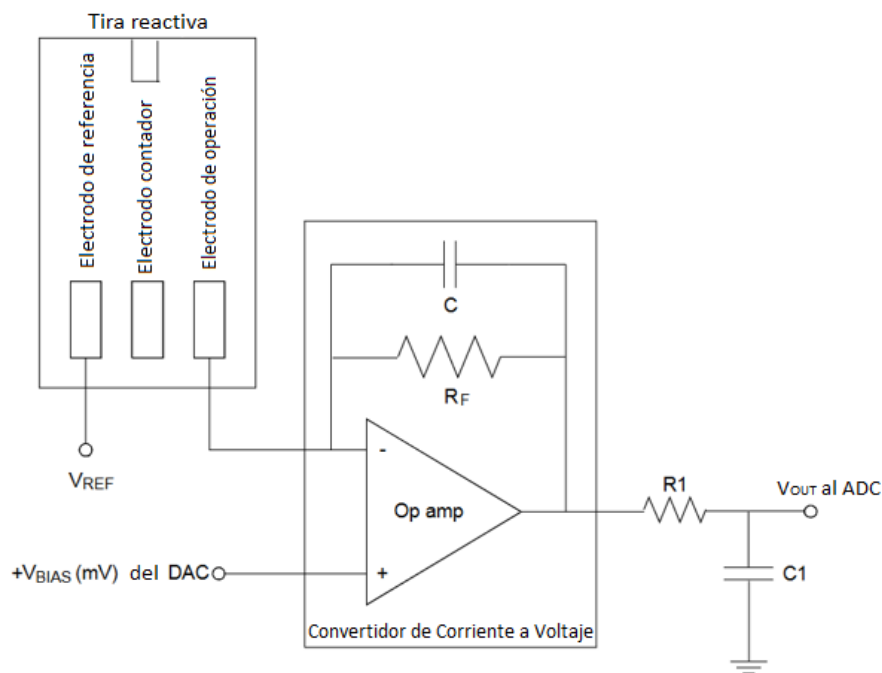 Tira reactiva
Electrodo de referencia
Electrodo contador
Electrodo de operación
C
RF
VREF
-
Op amp
+
+VBIAS (mV) del DAC
R1
VOUT al ADC
C1
Convertidor de Corriente a Voltaje